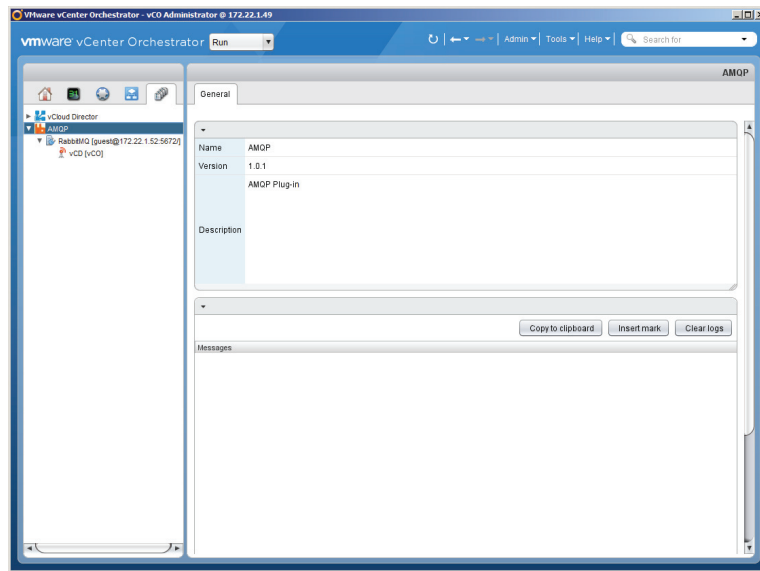 VMware vCenter Orchestrator - vCO Administrator @ 172.22.1.49
vmware vCenter Orchestrator Run Admin Tools Help Search for
AMQP
General
vCloud Director
AMQP
RabbitMQ [guest@172.22.1.52:5672/]
vCD [vCO]
Name AMQP
Version 1.0.1
Description AMQP Plug-in
Copy to clipboard Insert mark Clear logs
Messages